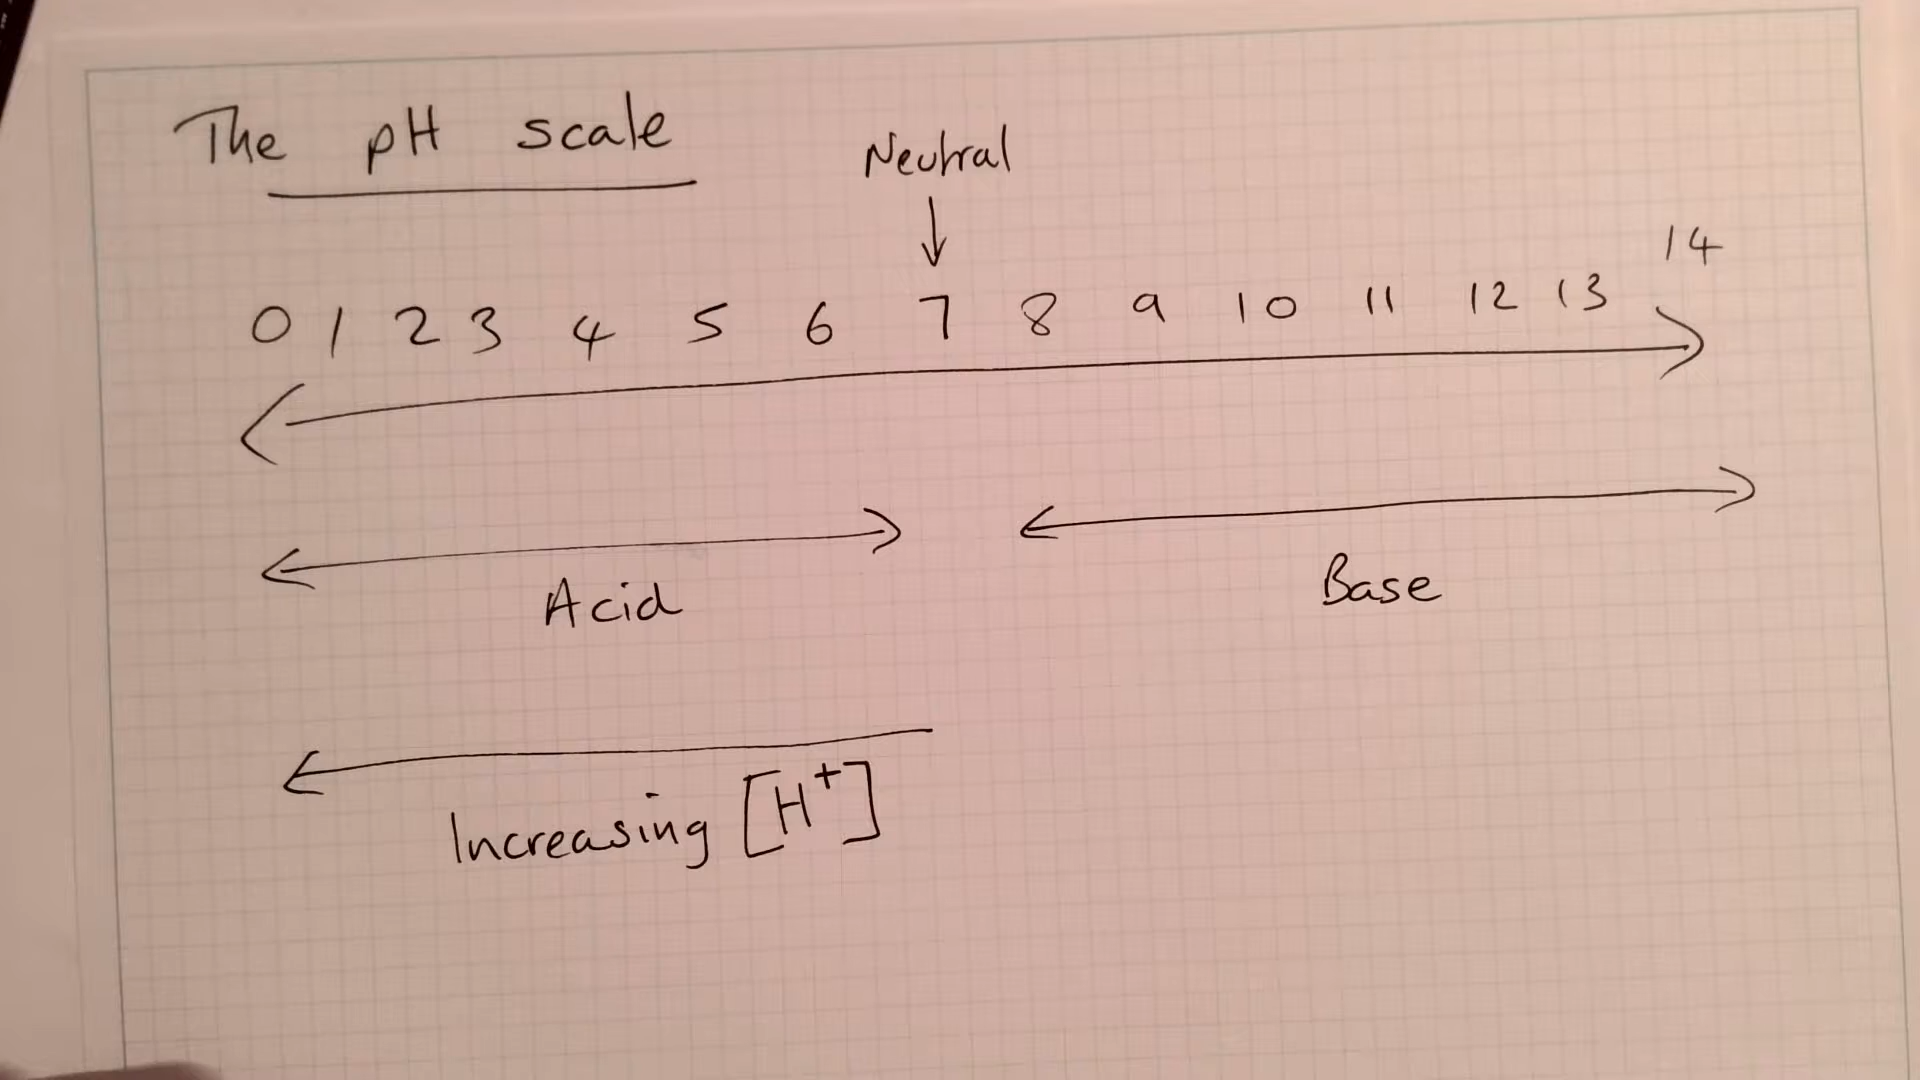 The pH scale
Neutral
0 1 2 3 4 5 6 7 8 9 10 11 12 13 14
Acid
Base
Increasing [H⁺]